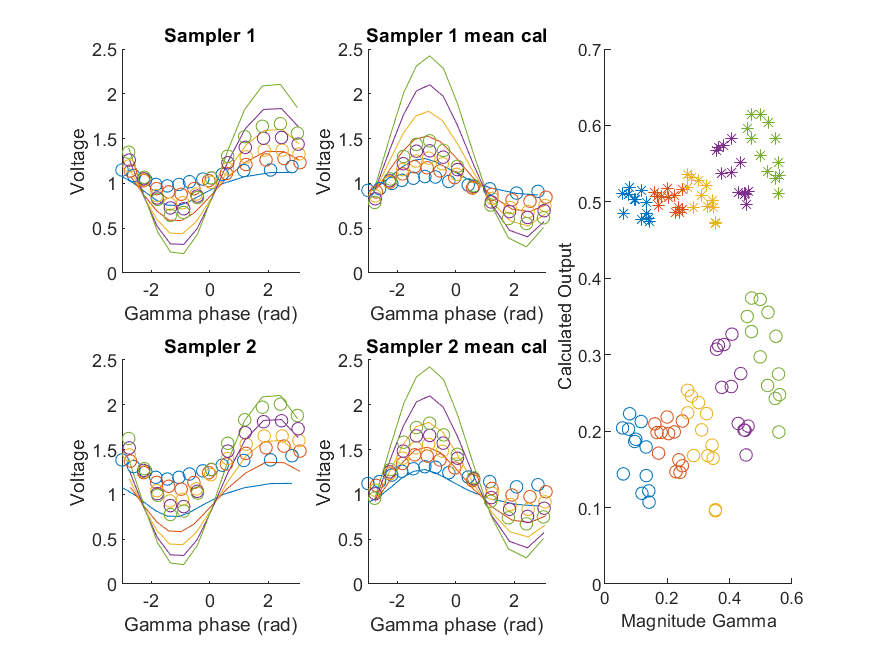 Sampler 1
2.5
2
1.5
1
0.5
0
Voltage
-2 0 2
Gamma phase (rad)
Sampler 1 mean cal
2.5
2
1.5
1
0.5
0
Voltage
-2 0 2
Gamma phase (rad)
Sampler 2
2.5
2
1.5
1
0.5
0
Voltage
-2 0 2
Gamma phase (rad)
Sampler 2 mean cal
2.5
2
1.5
1
0.5
0
Voltage
-2 0 2
Gamma phase (rad)
0.7
0.6
0.5
0.4
0.3
0.2
0.1
0
Calculated Output
0 0.2 0.4 0.6
Magnitude Gamma